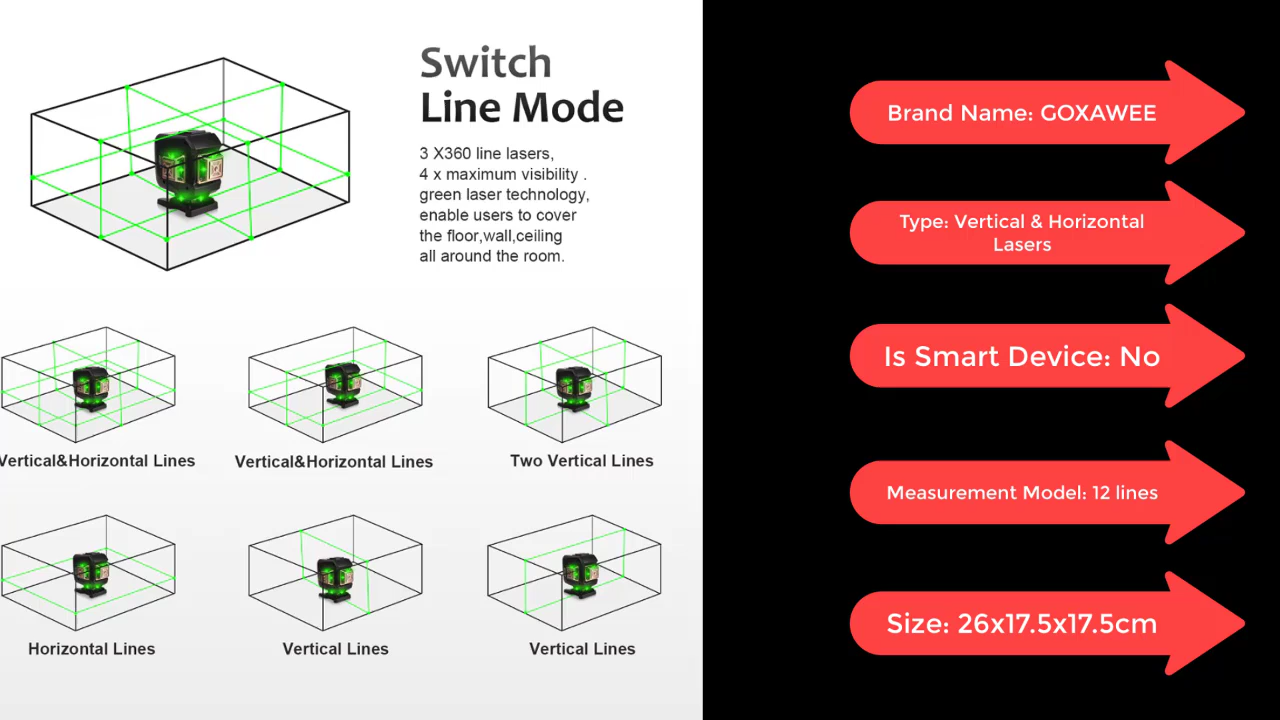 Switch
Line Mode
3 X360 line lasers,
4 x maximum visibility .
green laser technology,
enable users to cover
the floor,wall,ceiling
all around the room.
Vertical&Horizontal Lines
Vertical&Horizontal Lines
Two Vertical Lines
Horizontal Lines
Vertical Lines
Vertical Lines
Brand Name: GOXAWEE
Type: Vertical & Horizontal
Lasers
Is Smart Device: No
Measurement Model: 12 lines
Size: 26x17.5x17.5cm